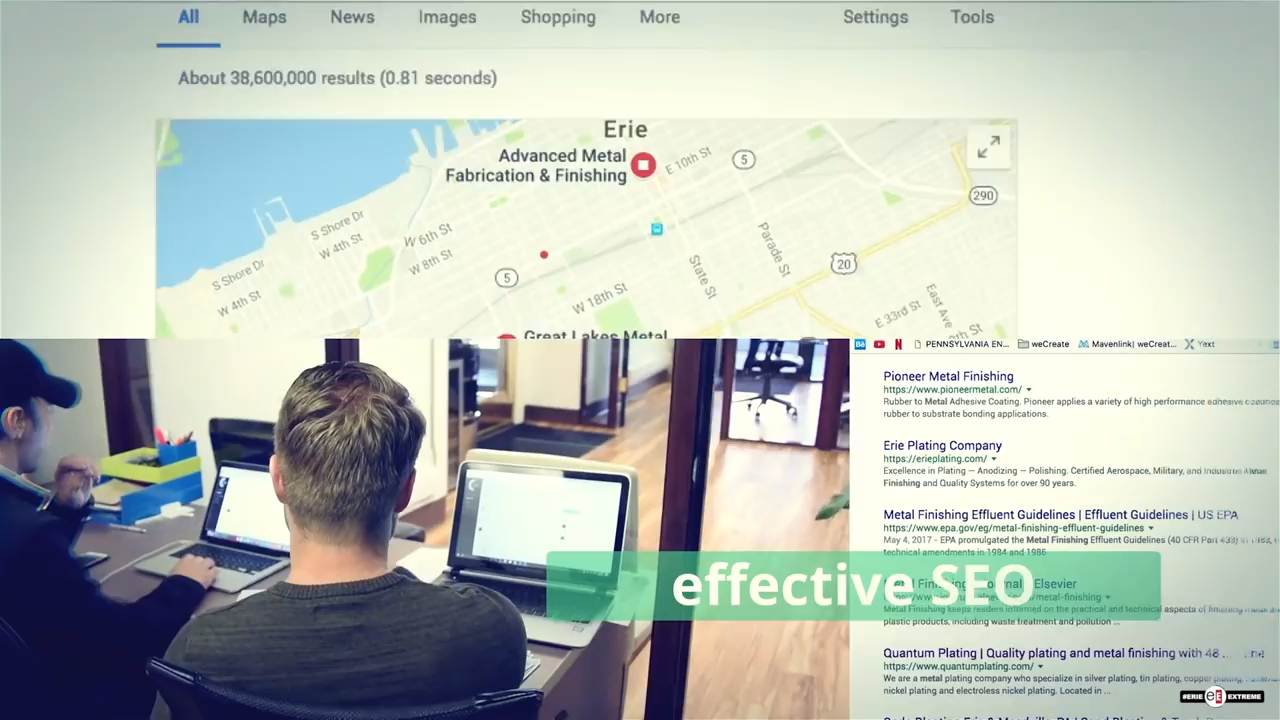 All Maps News Images Shopping More Settings Tools
About 38,600,000 results (0.81 seconds)
Erie
Advanced Metal
Fabrication & Finishing
E 10th St
5
290
S Shore Dr
W 4th St
W 6th St
W 8th St
S Shore Dr
W 4th St
5
W 18th St
State St
Parade St
20
E 33rd St
East Ave
Great Lakes Metal
PENNSYLVANIA EN... weCreate Mavenlink| weCreat... Yext
Pioneer Metal Finishing
https://www.pioneermetal.com/
Rubber to Metal Adhesive Coating. Pioneer applies a variety of high performance adhesive
rubber to substrate bonding applications.
Erie Plating Company
https://erieplating.com/
Excellence in Plating — Anodizing — Polishing. Certified Aerospace, Military, and
Finishing and Quality Systems for over 90 years.
Metal Finishing Effluent Guidelines | Effluent Guidelines | US EPA
https://www.epa.gov/eg/metal-finishing-effluent-guidelines
May 4, 2017 - EPA promulgated the Metal Finishing Effluent Guidelines (40 CFR Part 433)
technical amendments in 1984 and 1986
effective SEO
Metal Finishing Journal Elsevier
Metal Finishing keeps readers informed on the practical and technical aspects of finishing
plastic products, including waste treatment and pollution ...
Quantum Plating | Quality plating and metal finishing with 48 ...
https://www.quantumplating.com/
We are a metal plating company who specialize in silver plating, tin plating, copper plating,
nickel plating and electroless nickel plating. Located in ...
#ERIE EE EXTREME